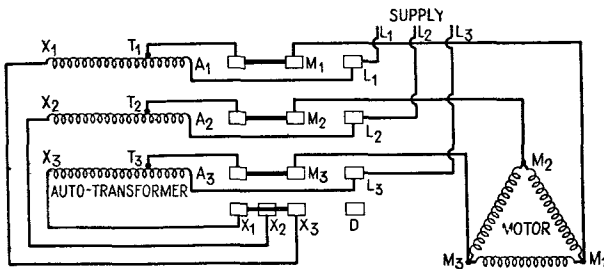 SUPPLY
L1 L2 L3
X1 T1 A1 M1 L1
X2 T2 A2 M2 L2
X3 T3 A3 M3 L3
AUTO-TRANSFORMER
X1 X2 X3 D
M2
MOTOR
M3 M1